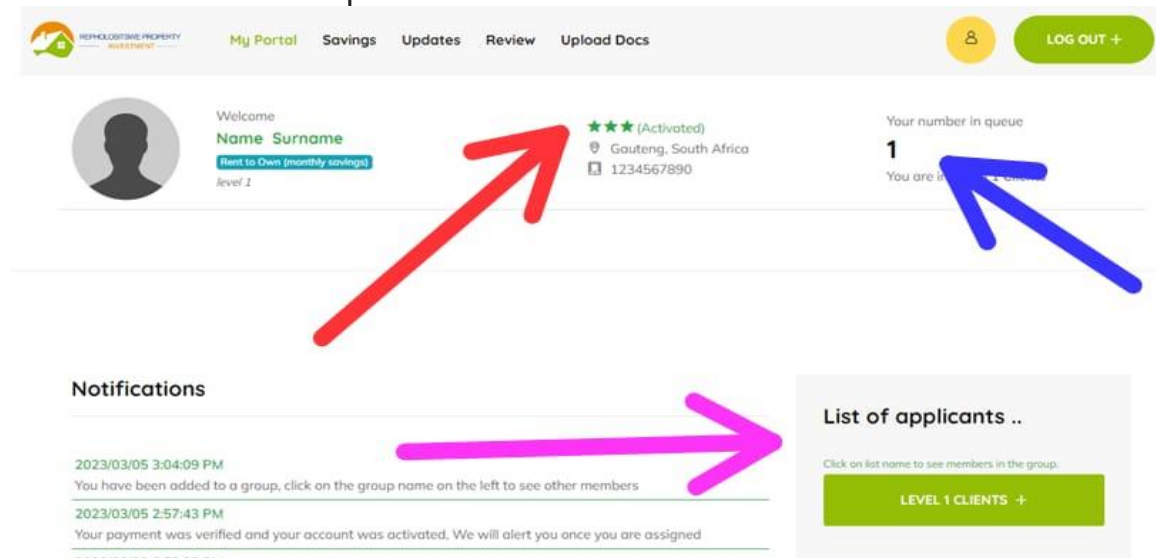 REPHOLOSITSWE PROPERTY
INVESTMENT
My Portal Savings Updates Review Upload Docs
LOG OUT +
Welcome
Name Surname
Rent to Own (monthly savings)
level 1
(Activated)
Gauteng, South Africa
1234567890
Your number in queue
1
You are in 1 Clients
Notifications
2023/03/05 3:04:09 PM
You have been added to a group, click on the group name on the left to see other members
2023/03/05 2:57:43 PM
Your payment was verified and your account was activated, We will alert you once you are assigned
List of applicants ..
Click on list name to see members in the group.
LEVEL 1 CLIENTS +